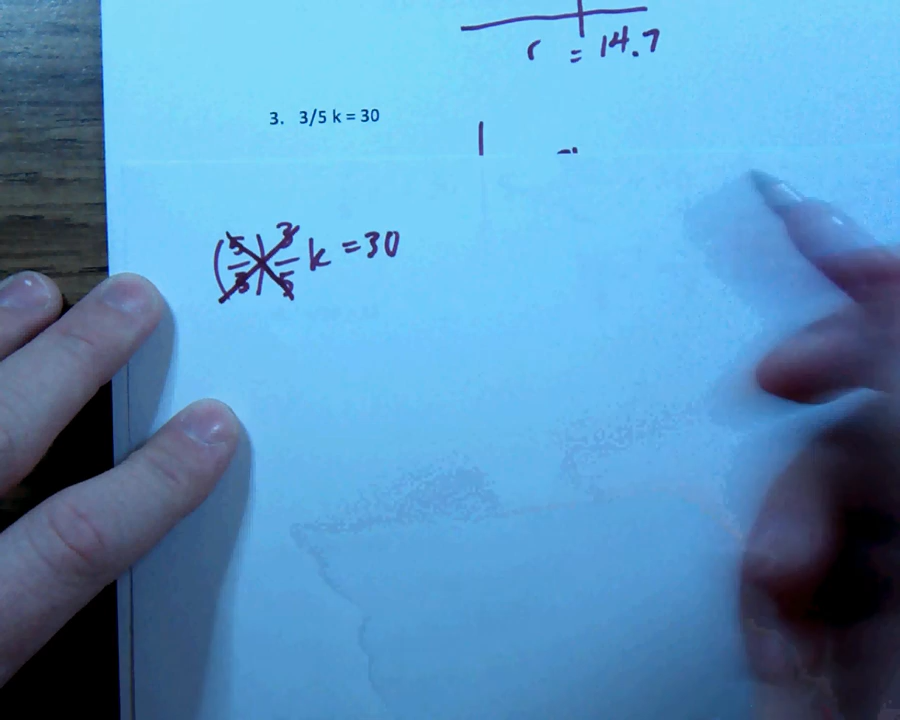 r = 14.7
3. 3/5 k = 30
(5/3) 3/5 k = 30